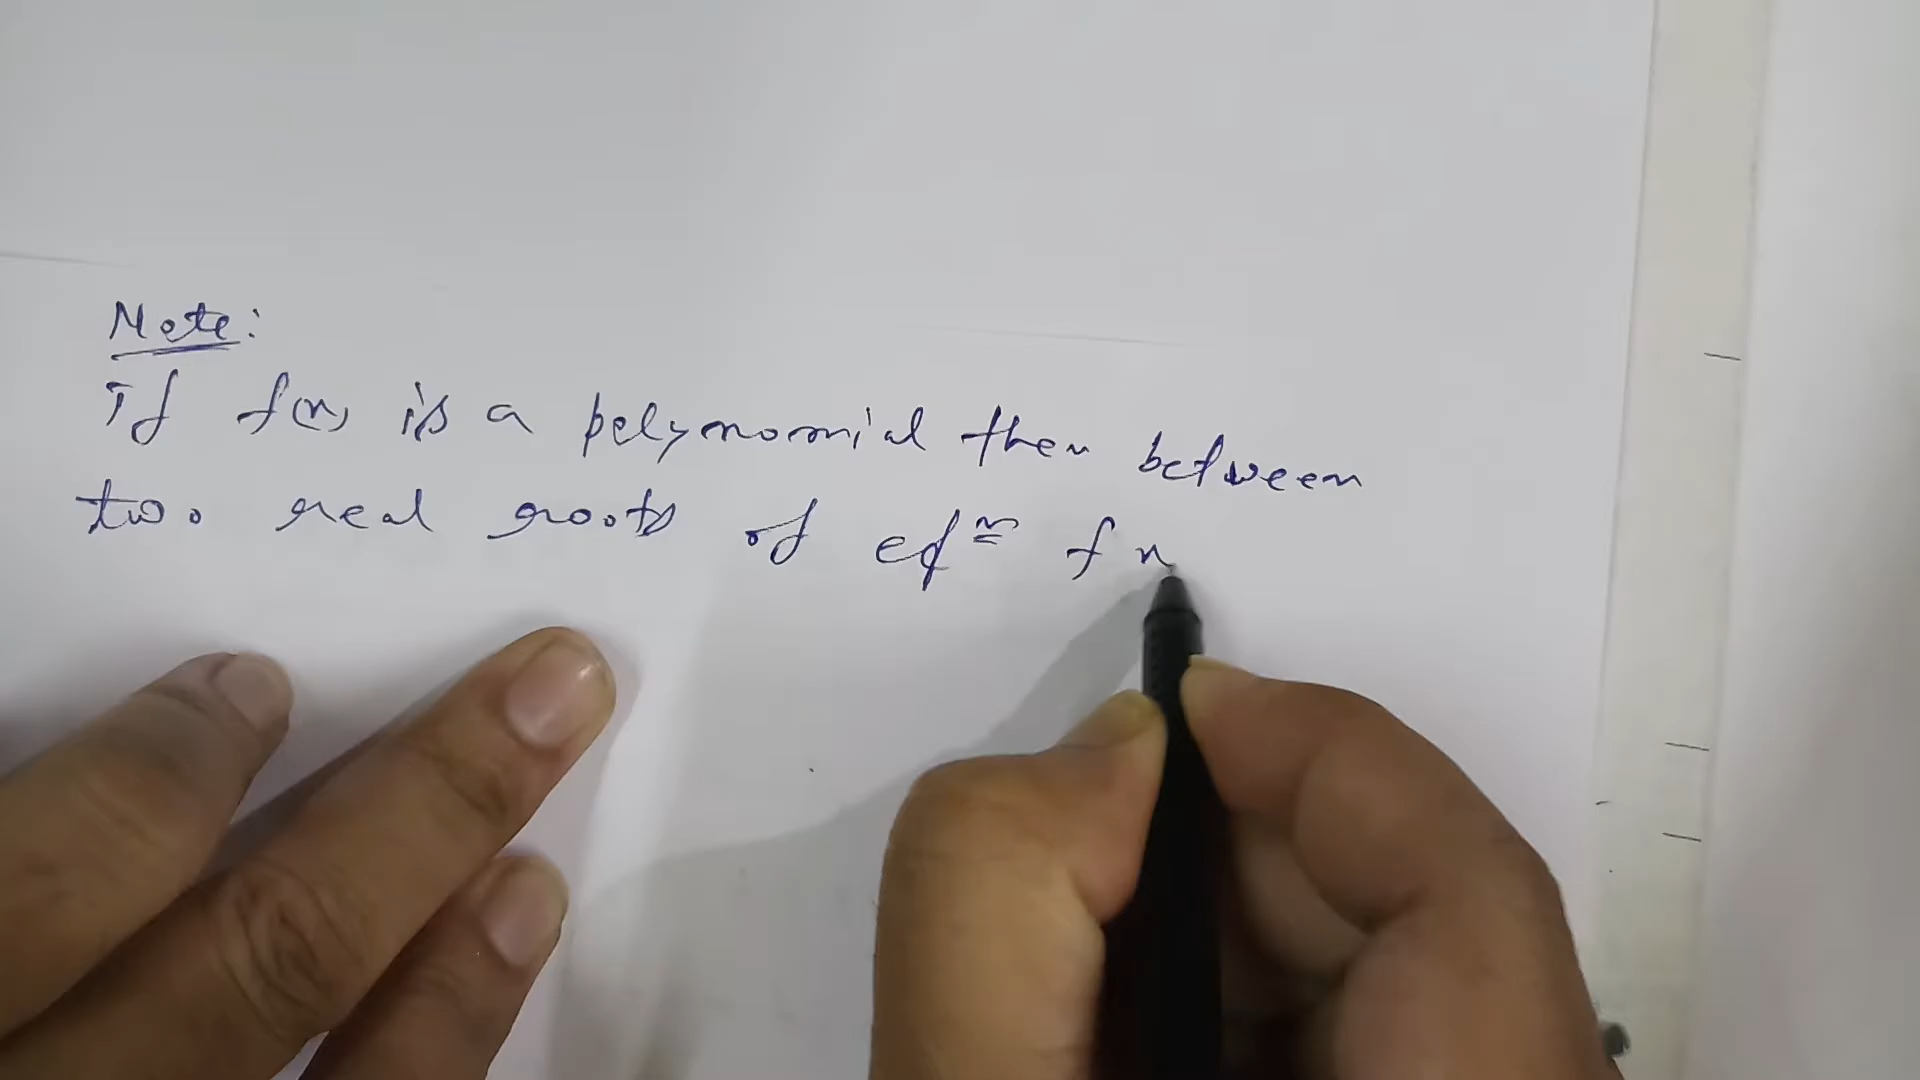 Note:
If f(x) is a polynomial then between
two real roots of eqn f x